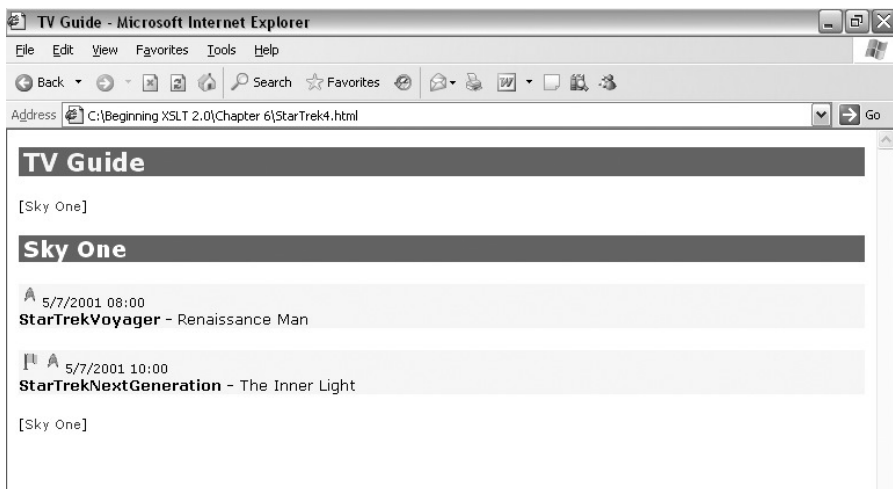 TV Guide - Microsoft Internet Explorer
File Edit View Favorites Tools Help
Back Search Favorites
Address C:\Beginning XSLT 2.0\Chapter 6\StarTrek4.html Go
TV Guide
[Sky One]
Sky One
5/7/2001 08:00
StarTrekVoyager - Renaissance Man
5/7/2001 10:00
StarTrekNextGeneration - The Inner Light
[Sky One]